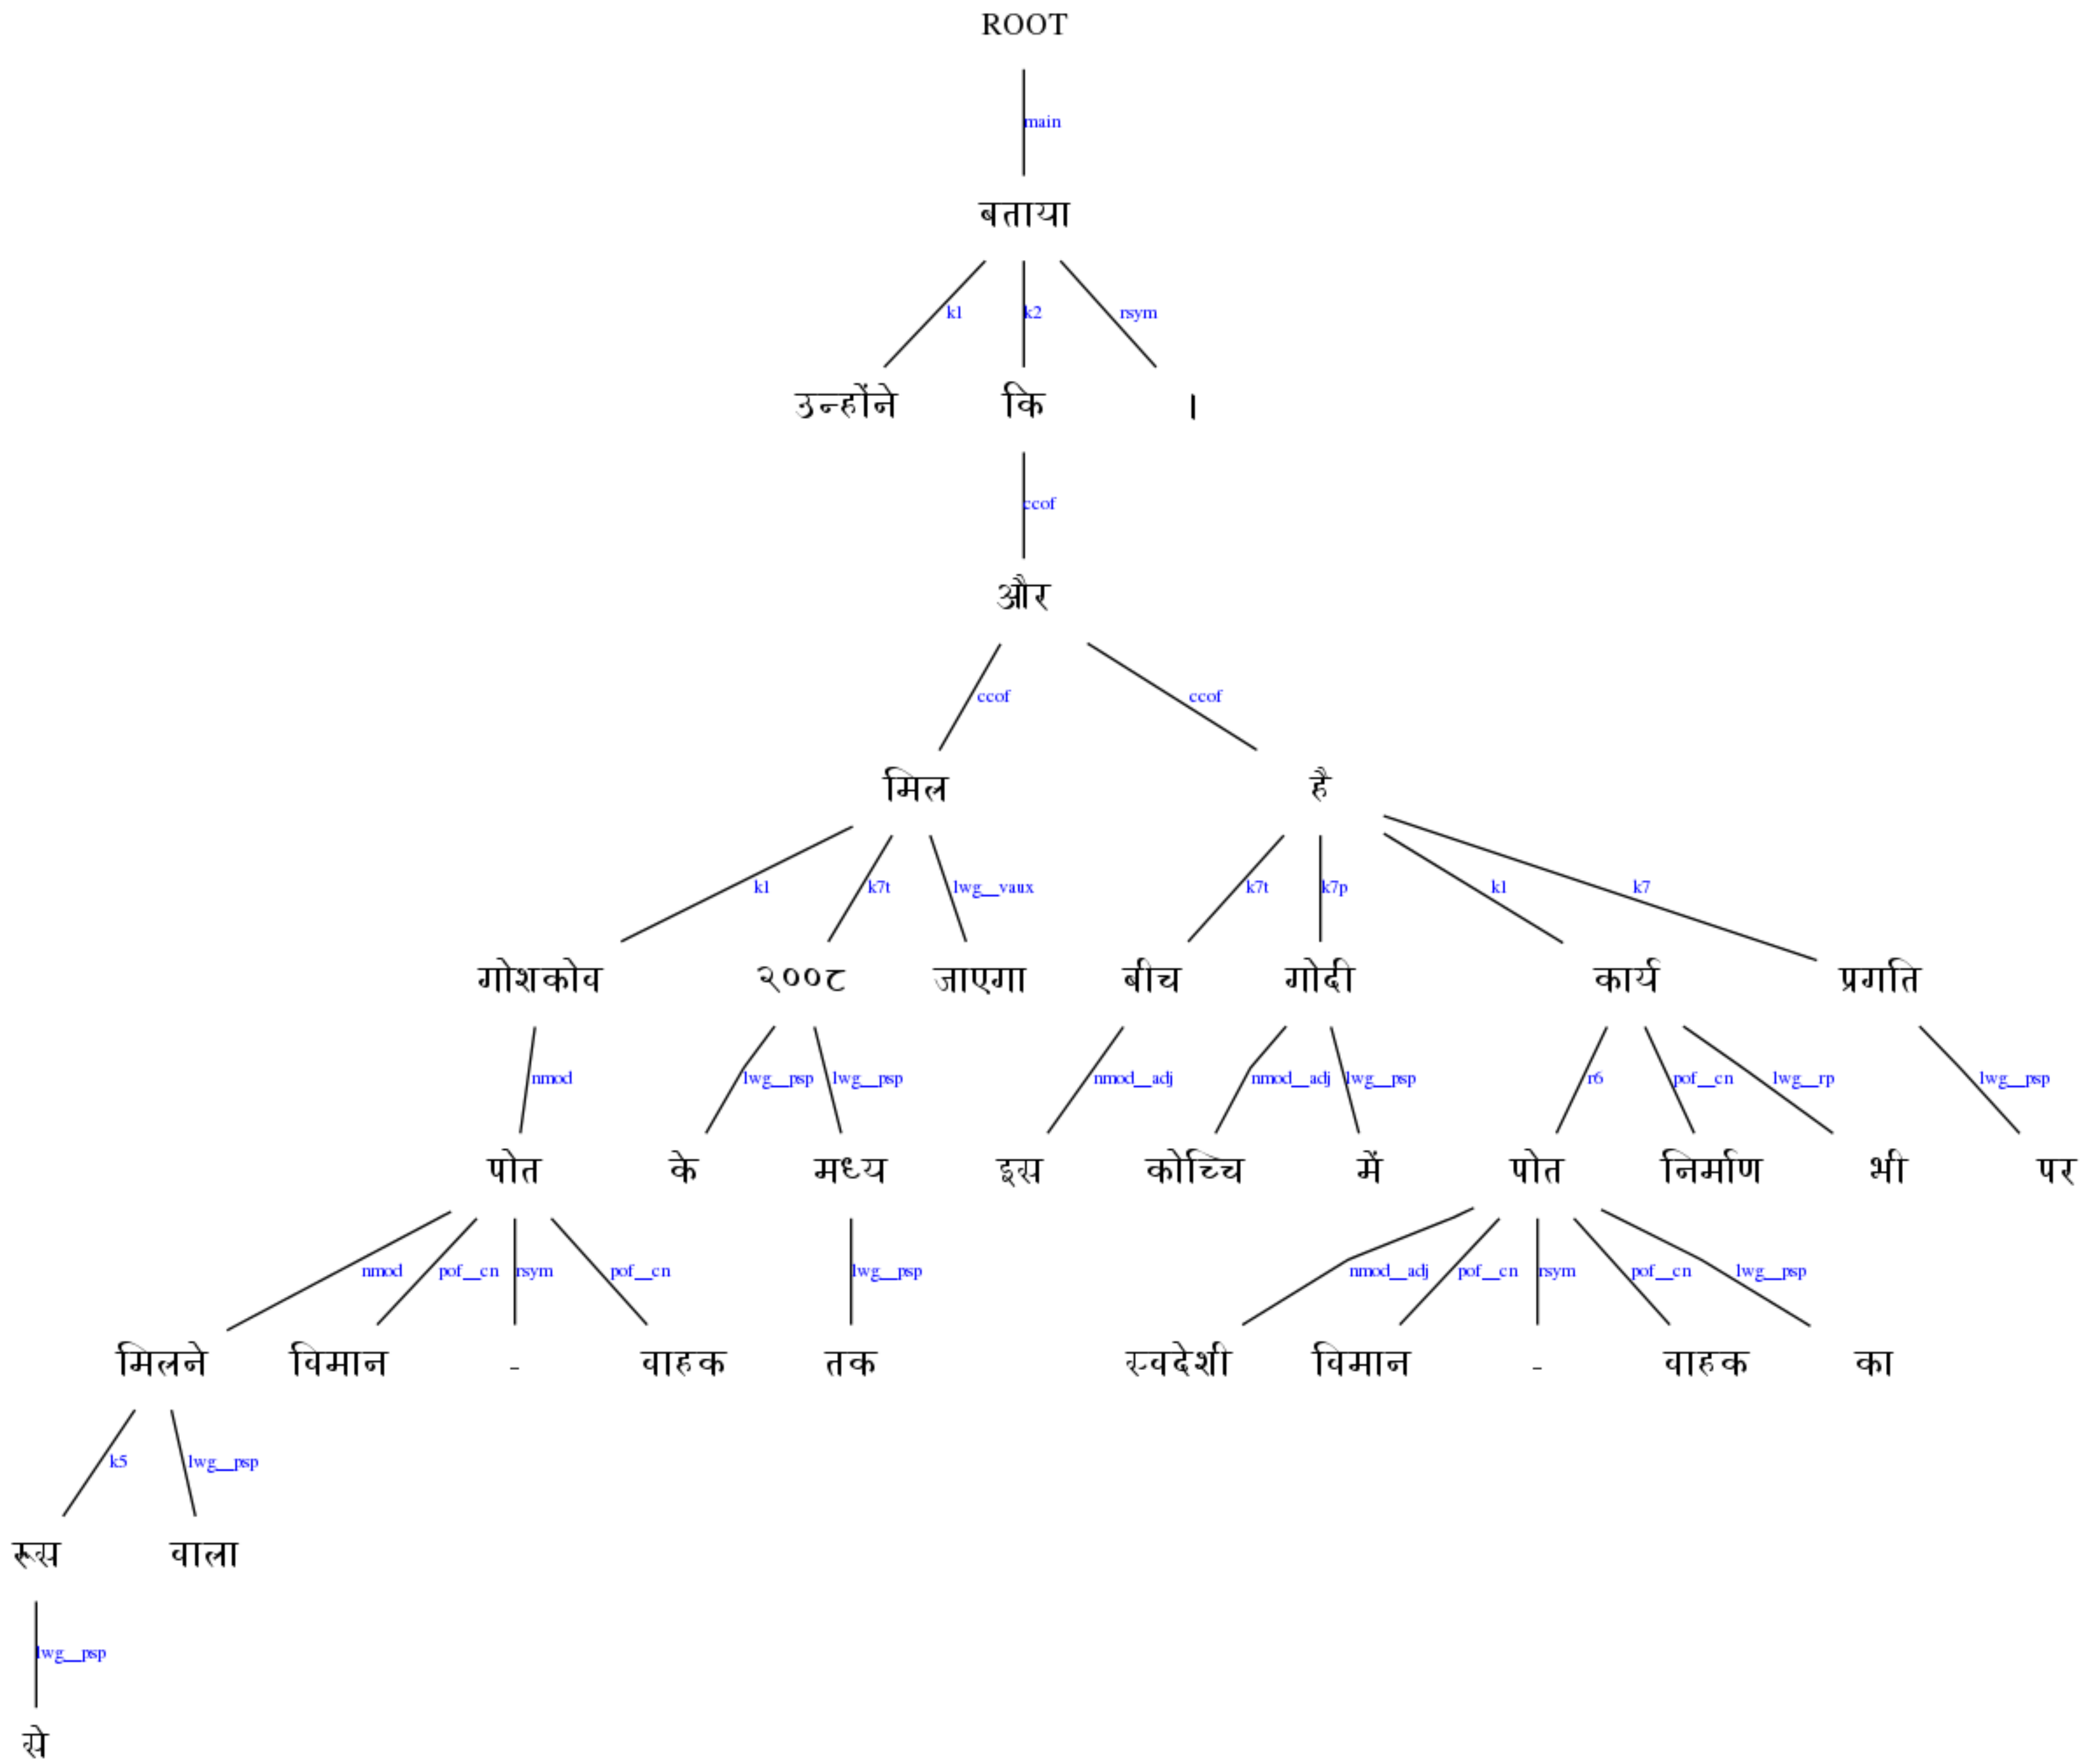 ROOT
main
बताया
k1 k2 rsym
उन्होंने कि ।
ccof
और
ccof ccof
मिल है
k1 k7t lwg__vaux k7t k7p k1 k7
गोशकोव २००८ जाएगा बीच गोदी कार्य प्रगति
nmod lwg__psp lwg__psp nmod__adj nmod__adj lwg__psp r6 pof__cn lwg__rp lwg__psp
पोत के मध्य इस कोच्चि में पोत निर्माण भी पर
nmod pof__cn rsym pof__cn lwg__psp nmod__adj pof__cn rsym pof__cn lwg__psp
मिलने विमान - वाहक तक स्वदेशी विमान - वाहक का
k5 lwg__psp
रूस वाला
lwg__psp
से